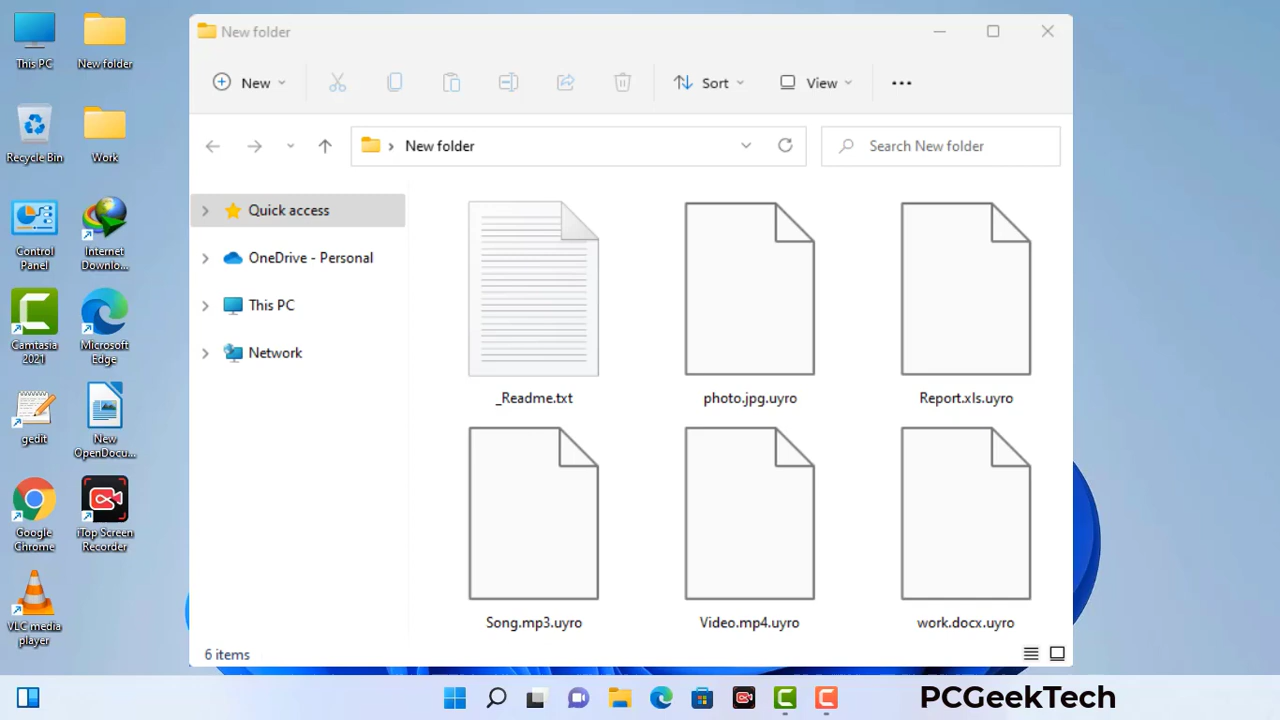 This PC
New folder
Recycle Bin
Work
Control
Panel
Internet
Downlo...
Camtasia
2021
Microsoft
Edge
gedit
New
OpenDocu...
Google
Chrome
iTop Screen
Recorder
VLC media
player
New folder
New
Sort
View
New folder
Search New folder
Quick access
OneDrive - Personal
This PC
Network
_Readme.txt
photo.jpg.uyro
Report.xls.uyro
Song.mp3.uyro
Video.mp4.uyro
work.docx.uyro
6 items
PCGeekTech